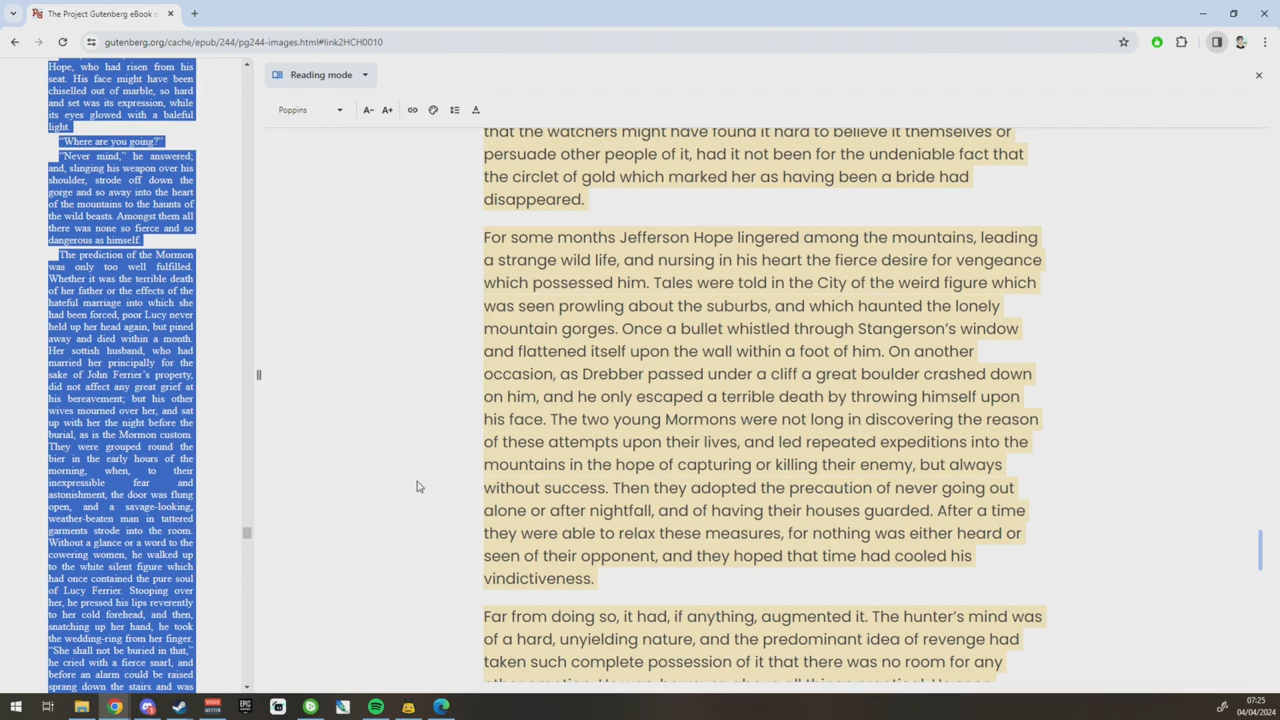 The Project Gutenberg eBook o
gutenberg.org/cache/epub/244/pg244-images.html#link2HCH0010
Hope, who had risen from his
seat. His face might have been
chiselled out of marble, so hard
and set was its expression, while
its eyes glowed with a baleful
light.
“Where are you going?”
“Never mind,” he answered;
and, slinging his weapon over his
shoulder, strode off down the
gorge and so away into the heart
of the mountains to the haunts of
the wild beasts. Amongst them all
there was none so fierce and so
dangerous as himself.
The prediction of the Mormon
was only too well fulfilled.
Whether it was the terrible death
of her father or the effects of the
hateful marriage into which she
had been forced, poor Lucy never
held up her head again, but pined
away and died within a month.
Her sottish husband, who had
married her principally for the
sake of John Ferrier’s property,
did not affect any great grief at
his bereavement; but his other
wives mourned over her, and sat
up with her the night before the
burial, as is the Mormon custom.
They were grouped round the
bier in the early hours of the
morning, when, to their
inexpressible fear and
astonishment, the door was flung
open, and a savage-looking,
weather-beaten man in tattered
garments strode into the room.
Without a glance or a word to the
cowering women, he walked up
to the white silent figure which
had once contained the pure soul
of Lucy Ferrier. Stooping over
her, he pressed his lips reverently
to her cold forehead, and then,
snatching up her hand, he took
the wedding-ring from her finger.
“She shall not be buried in that,”
he cried with a fierce snarl, and
before an alarm could be raised
sprang down the stairs and was
Reading mode
Poppins
A-
A+
that the watchers might have found it hard to believe it themselves or
persuade other people of it, had it not been for the undeniable fact that
the circlet of gold which marked her as having been a bride had
disappeared.
For some months Jefferson Hope lingered among the mountains, leading
a strange wild life, and nursing in his heart the fierce desire for vengeance
which possessed him. Tales were told in the City of the weird figure which
was seen prowling about the suburbs, and which haunted the lonely
mountain gorges. Once a bullet whistled through Stangerson’s window
and flattened itself upon the wall within a foot of him. On another
occasion, as Drebber passed under a cliff a great boulder crashed down
on him, and he only escaped a terrible death by throwing himself upon
his face. The two young Mormons were not long in discovering the reason
of these attempts upon their lives, and led repeated expeditions into the
mountains in the hope of capturing or killing their enemy, but always
without success. Then they adopted the precaution of never going out
alone or after nightfall, and of having their houses guarded. After a time
they were able to relax these measures, for nothing was either heard or
seen of their opponent, and they hoped that time had cooled his
vindictiveness.
Far from doing so, it had, if anything, augmented it. The hunter’s mind was
of a hard, unyielding nature, and the predominant idea of revenge had
taken such complete possession of it that there was no room for any
07:25
04/04/2024